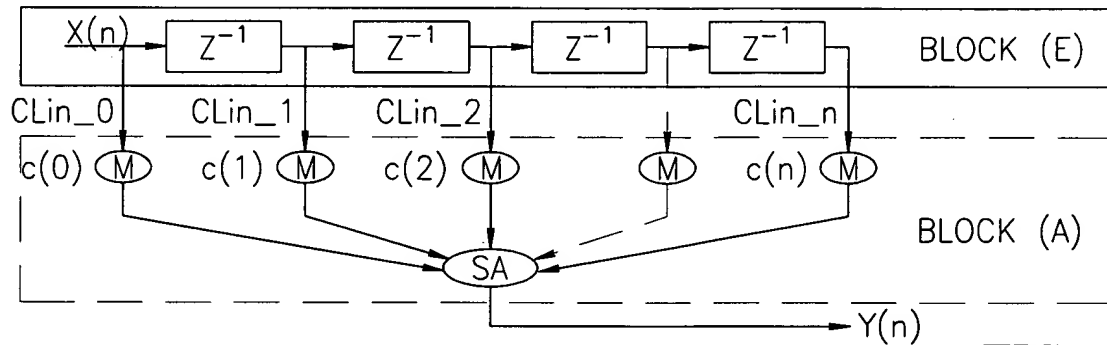 X(n) Z⁻¹ Z⁻¹ Z⁻¹ Z⁻¹ BLOCK (E)
CLin_0 CLin_1 CLin_2 CLin_n
c(0) M c(1) M c(2) M M c(n) M
BLOCK (A)
SA
Y(n)